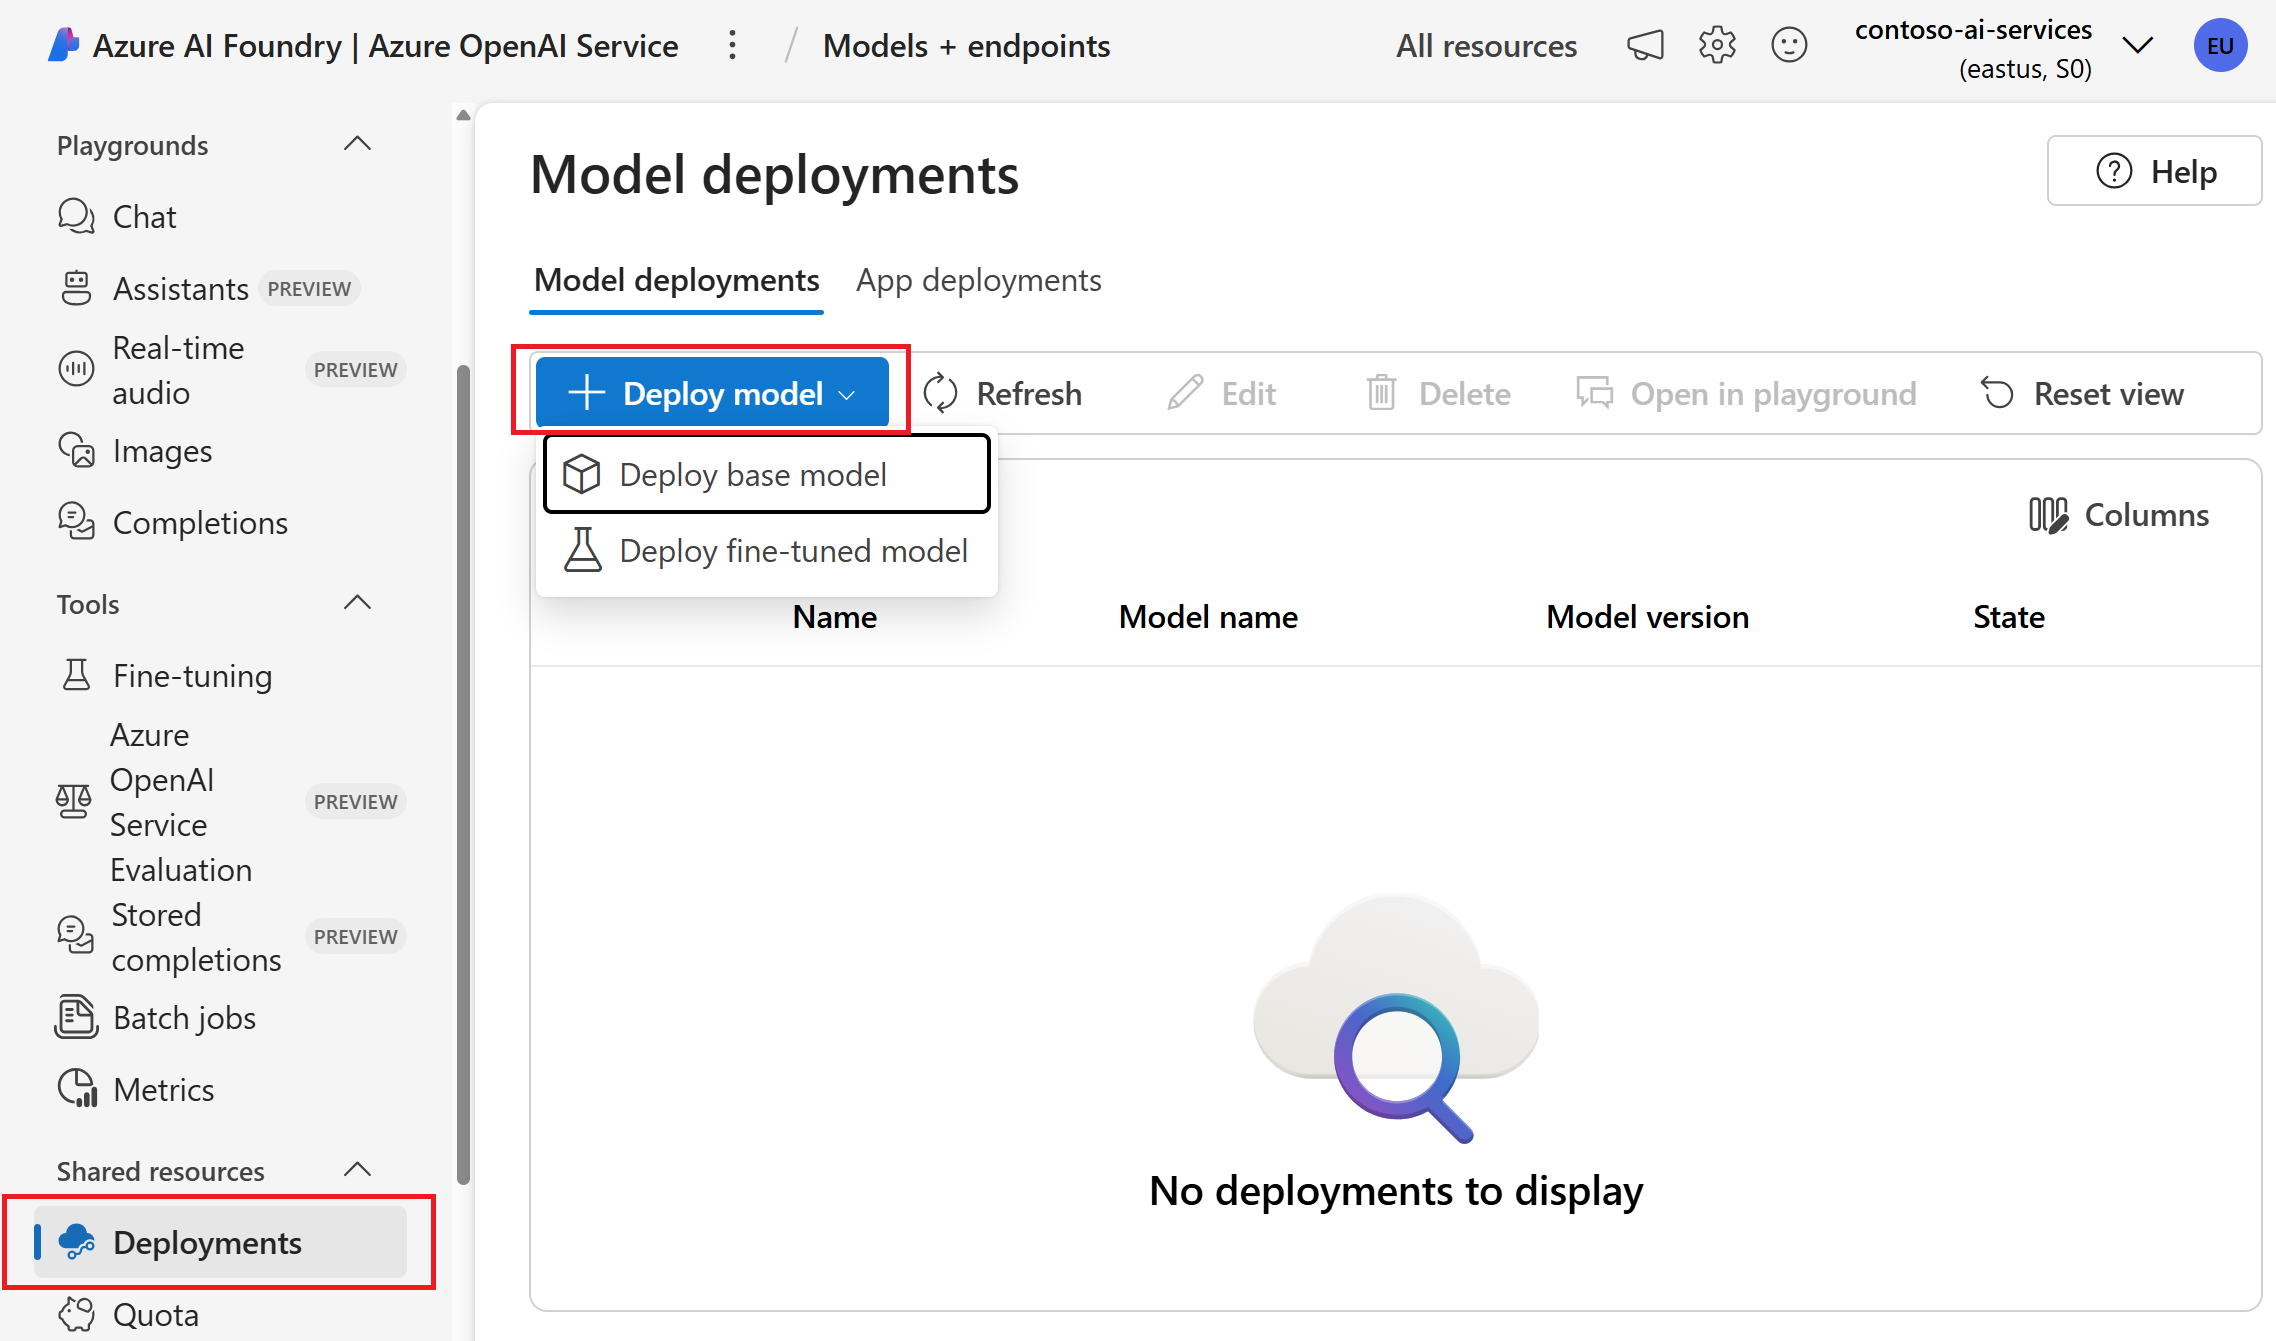 Azure AI Foundry | Azure OpenAI Service
/ Models + endpoints
All resources
contoso-ai-services
(eastus, S0)
EU
Playgrounds
Chat
Assistants PREVIEW
Real-time
audio
PREVIEW
Images
Completions
Tools
Fine-tuning
Azure
OpenAI
Service
Evaluation
PREVIEW
Stored
completions
PREVIEW
Batch jobs
Metrics
Shared resources
Deployments
Quota
Model deployments
Help
Model deployments
App deployments
Deploy model
Refresh
Edit
Delete
Open in playground
Reset view
Deploy base model
Deploy fine-tuned model
Columns
Name
Model name
Model version
State
No deployments to display